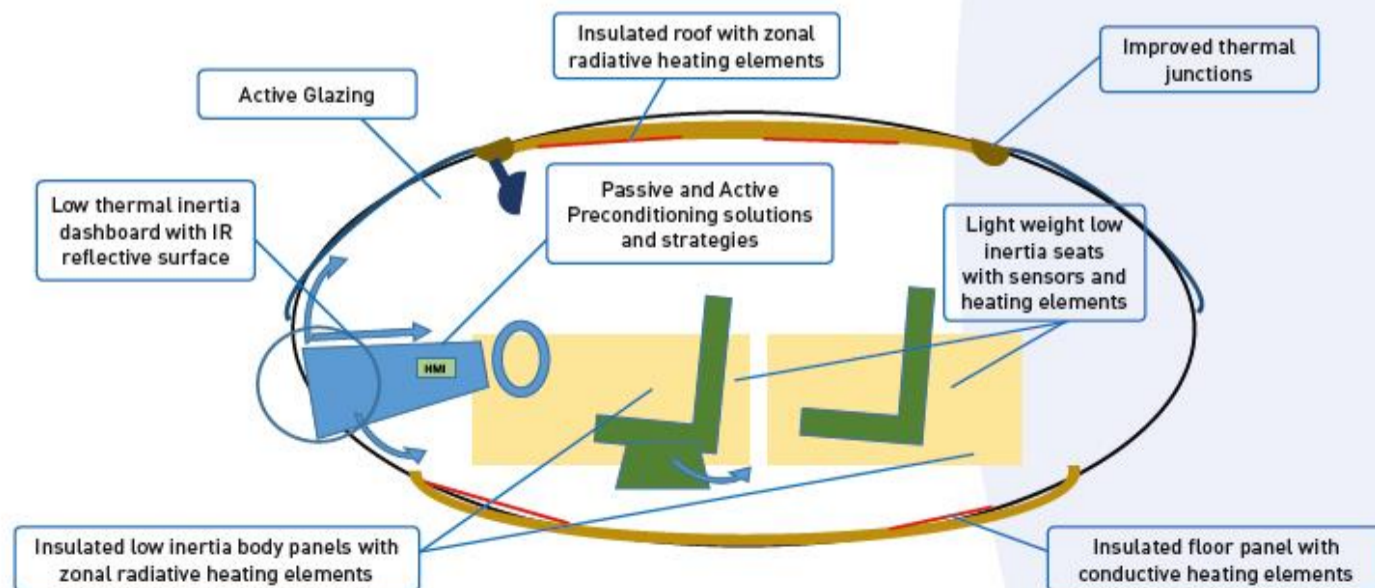 Insulated roof with zonal
radiative heating elements
Improved thermal
junctions
Active Glazing
Low thermal inertia
dashboard with IR
reflective surface
Passive and Active
Preconditioning solutions
and strategies
Light weight low
inertia seats
with sensors and
heating elements
HMI
Insulated low inertia body panels with
zonal radiative heating elements
Insulated floor panel with
conductive heating elements